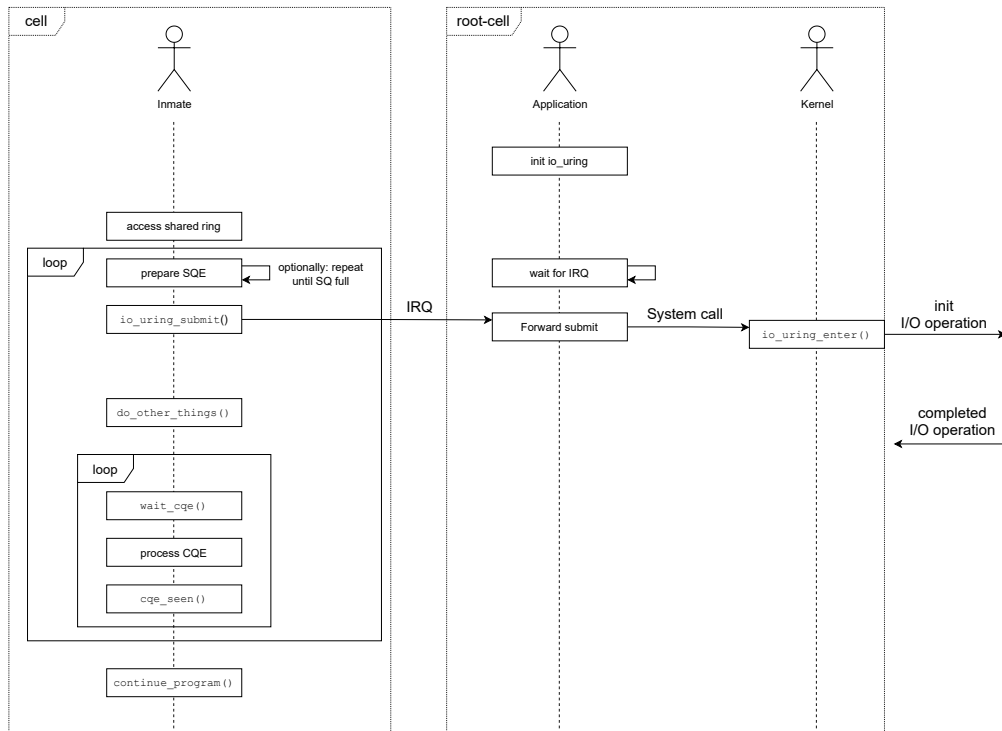 cell
root-cell
Inmate
Application
Kernel
init io_uring
access shared ring
loop
prepare SQE
optionally: repeat
until SQ full
wait for IRQ
io_uring_submit()
IRQ
Forward submit
System call
io_uring_enter()
init
I/O operation
do_other_things()
completed
I/O operation
loop
wait_cqe()
process CQE
cqe_seen()
continue_program()